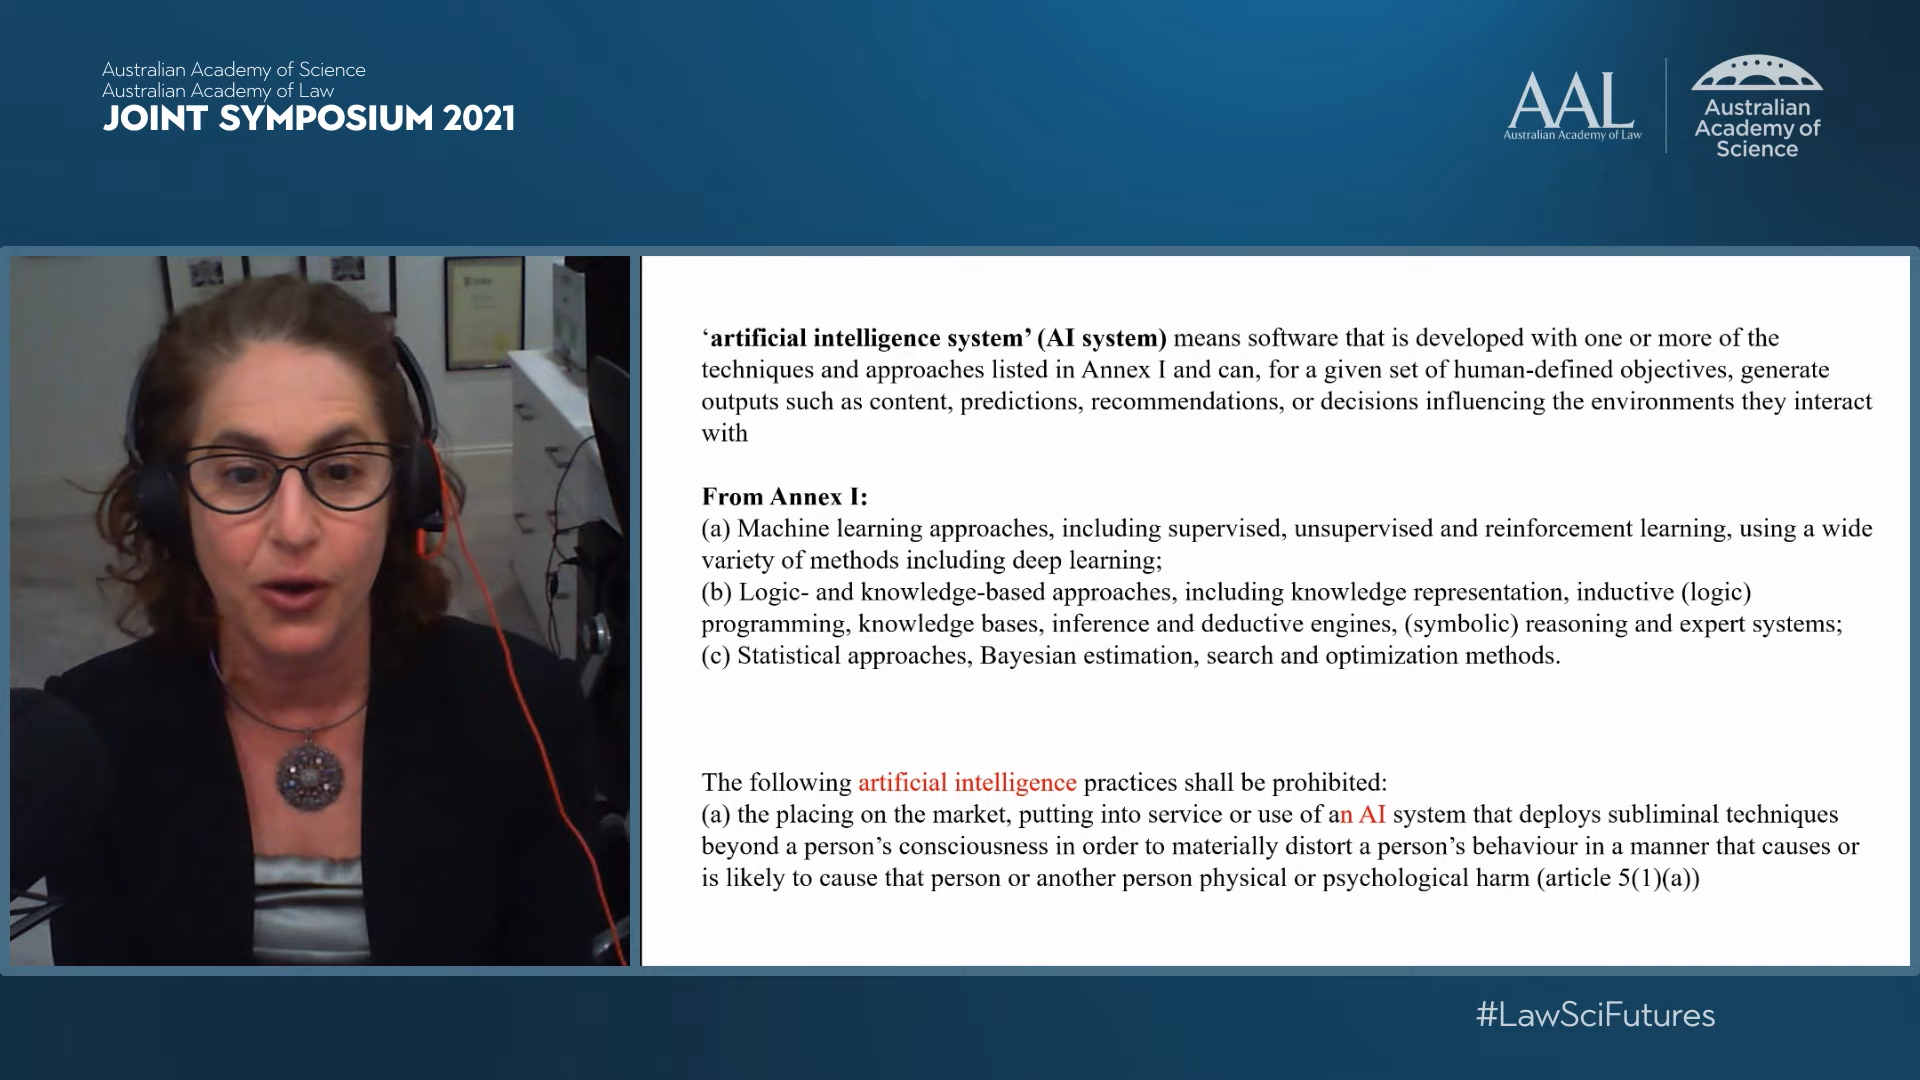 Australian Academy of Science
Australian Academy of Law
JOINT SYMPOSIUM 2021
AAL
Australian Academy of Law
Australian
Academy of
Science
‘artificial intelligence system’ (AI system) means software that is developed with one or more of the
techniques and approaches listed in Annex I and can, for a given set of human-defined objectives, generate
outputs such as content, predictions, recommendations, or decisions influencing the environments they interact
with
From Annex I:
(a) Machine learning approaches, including supervised, unsupervised and reinforcement learning, using a wide
variety of methods including deep learning;
(b) Logic- and knowledge-based approaches, including knowledge representation, inductive (logic)
programming, knowledge bases, inference and deductive engines, (symbolic) reasoning and expert systems;
(c) Statistical approaches, Bayesian estimation, search and optimization methods.
The following artificial intelligence practices shall be prohibited:
(a) the placing on the market, putting into service or use of an AI system that deploys subliminal techniques
beyond a person’s consciousness in order to materially distort a person’s behaviour in a manner that causes or
is likely to cause that person or another person physical or psychological harm (article 5(1)(a))
#LawSciFutures